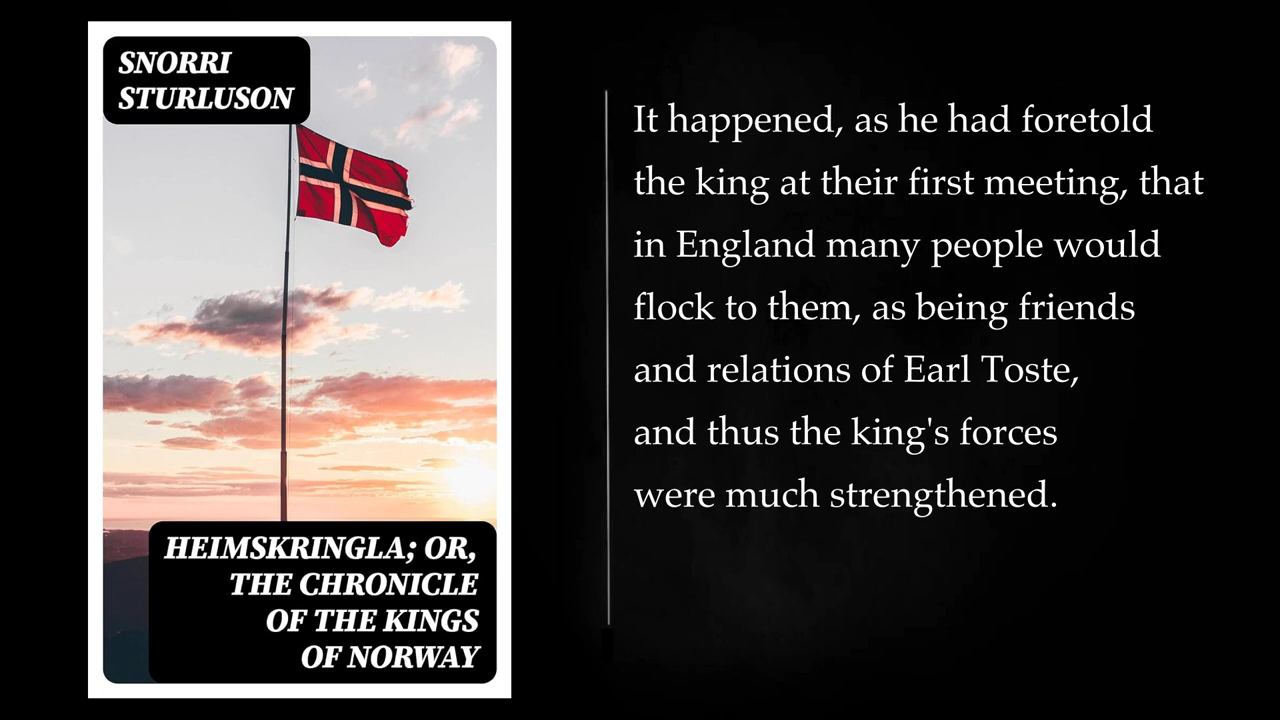 SNORRI
STURLUSON
HEIMSKRINGLA; OR,
THE CHRONICLE
OF THE KINGS
OF NORWAY
It happened, as he had foretold
the king at their first meeting, that
in England many people would
flock to them, as being friends
and relations of Earl Toste,
and thus the king's forces
were much strengthened.